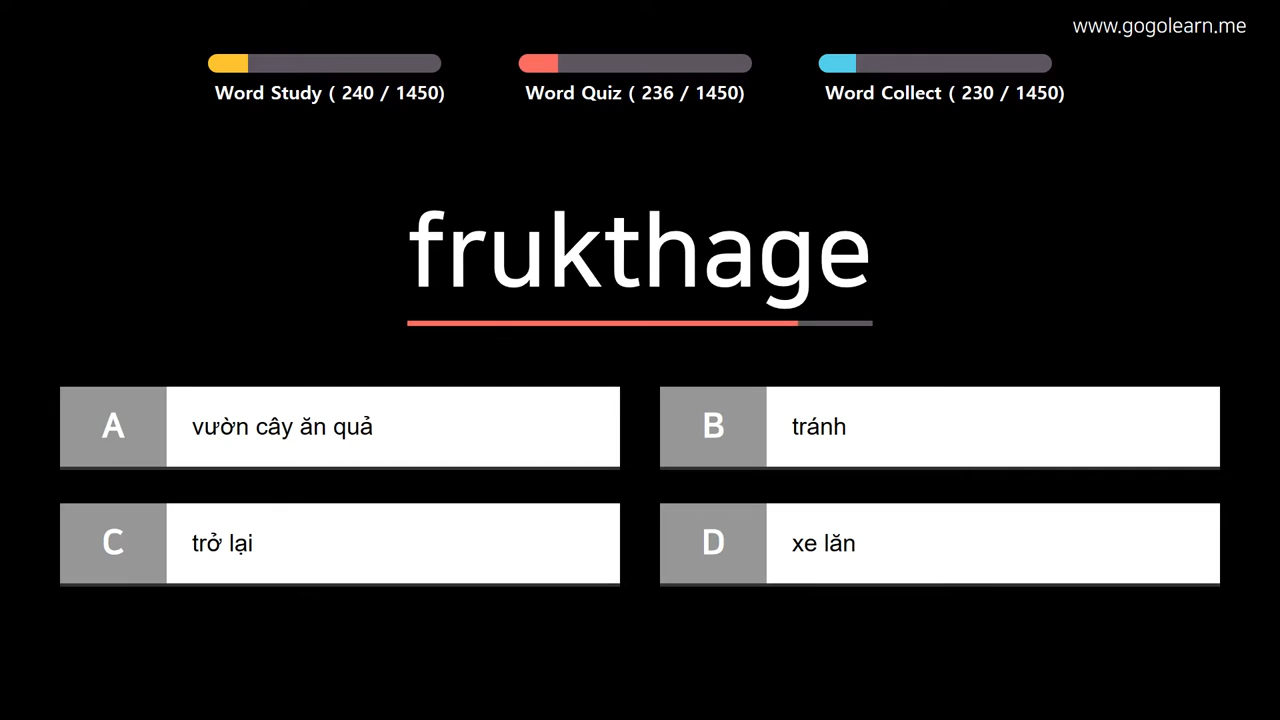 www.gogolearn.me
Word Study ( 240 / 1450)
Word Quiz ( 236 / 1450)
Word Collect ( 230 / 1450)
frukthage
A
vườn cây ăn quả
B
tránh
C
trở lại
D
xe lăn